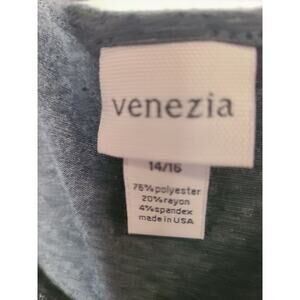 venezia
14/16
76%polyester
20%rayon
4%spandex
made in USA